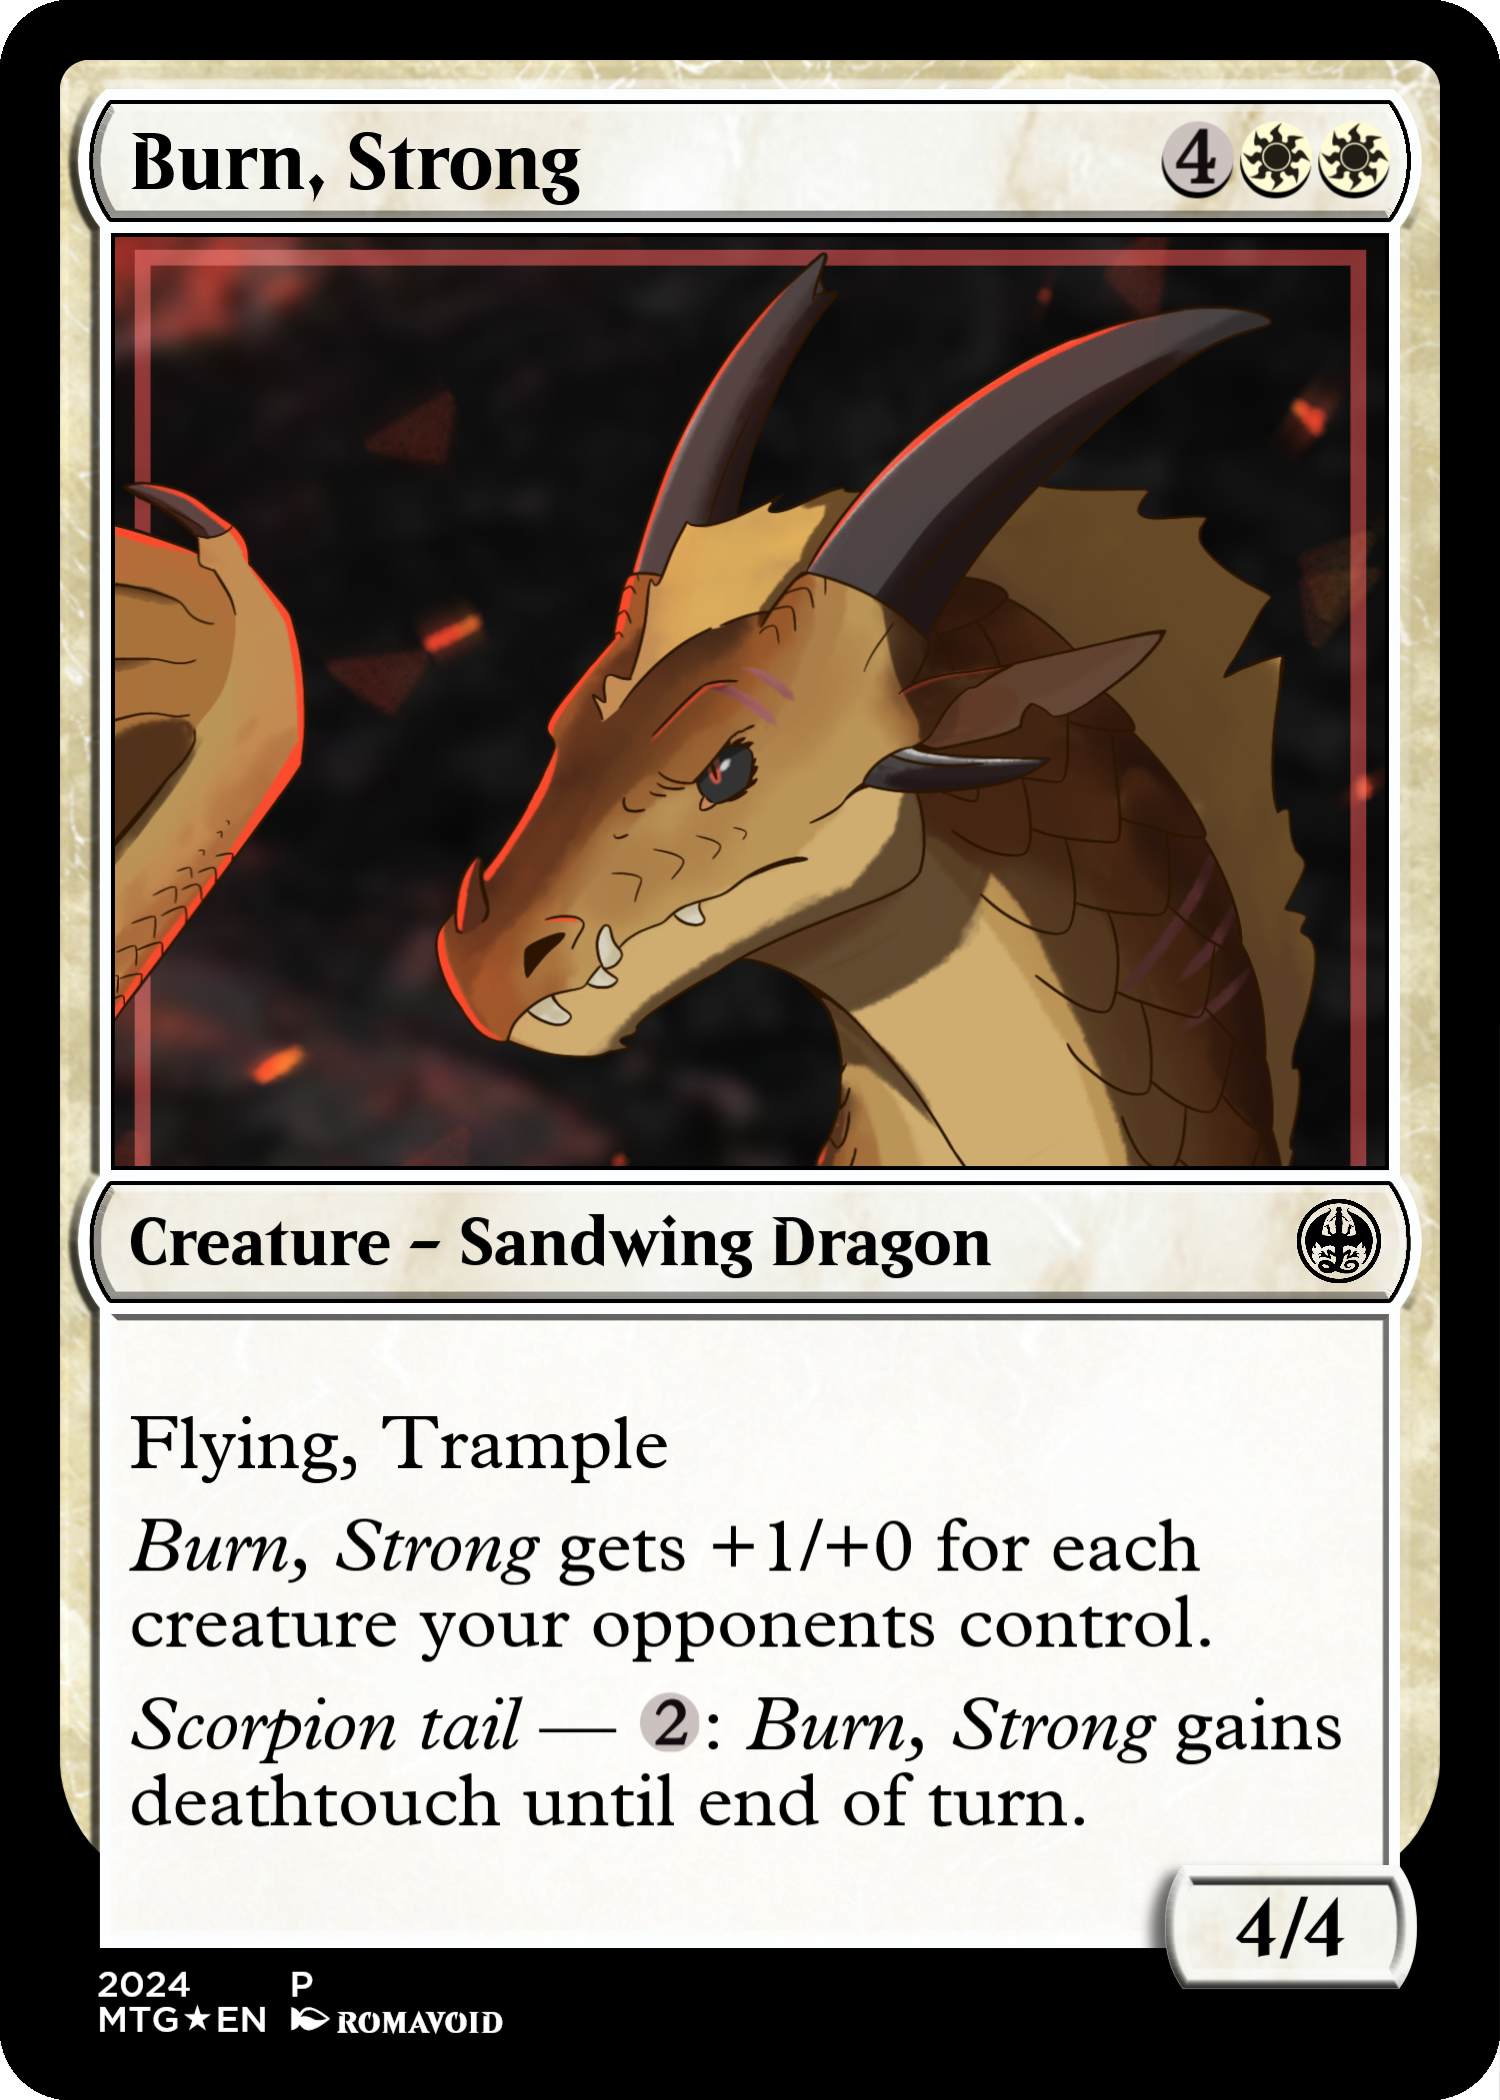 Burn, Strong 4
Creature – Sandwing Dragon
Flying, Trample
Burn, Strong gets +1/+0 for each
creature your opponents control.
Scorpion tail — 2: Burn, Strong gains
deathtouch until end of turn.
4/4
2024 P
MTG★EN ROMAVOID